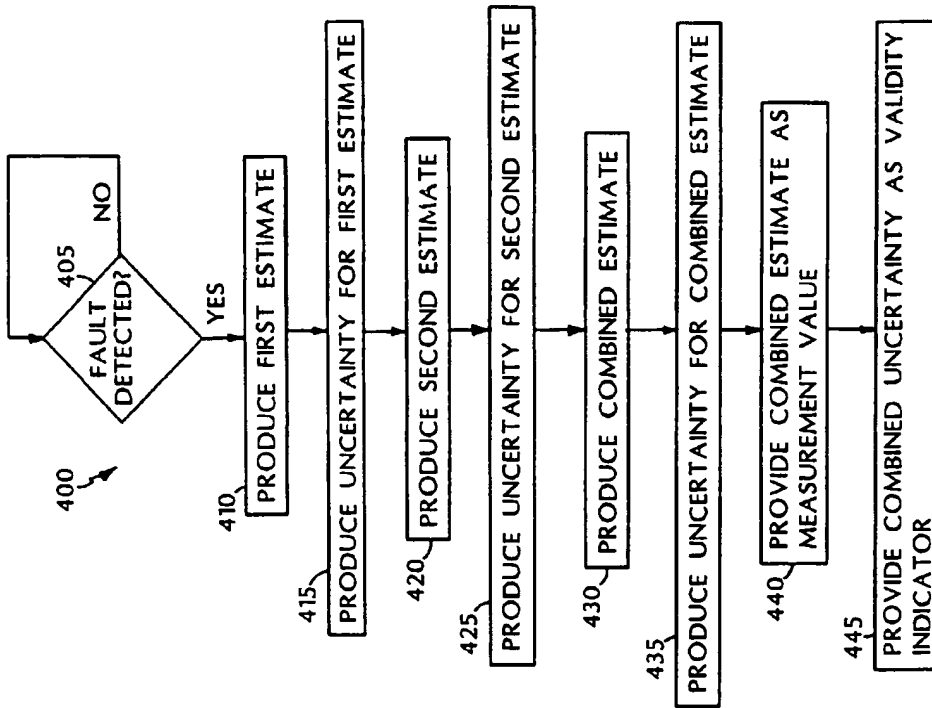 400
FAULT
DETECTED?
405
NO
YES
410
PRODUCE FIRST ESTIMATE
415
PRODUCE UNCERTAINTY FOR FIRST ESTIMATE
420
PRODUCE SECOND ESTIMATE
425
PRODUCE UNCERTAINTY FOR SECOND ESTIMATE
430
PRODUCE COMBINED ESTIMATE
435
PRODUCE UNCERTAINTY FOR COMBINED ESTIMATE
440
PROVIDE COMBINED ESTIMATE AS
MEASUREMENT VALUE
445
PROVIDE COMBINED UNCERTAINTY AS VALIDITY
INDICATOR